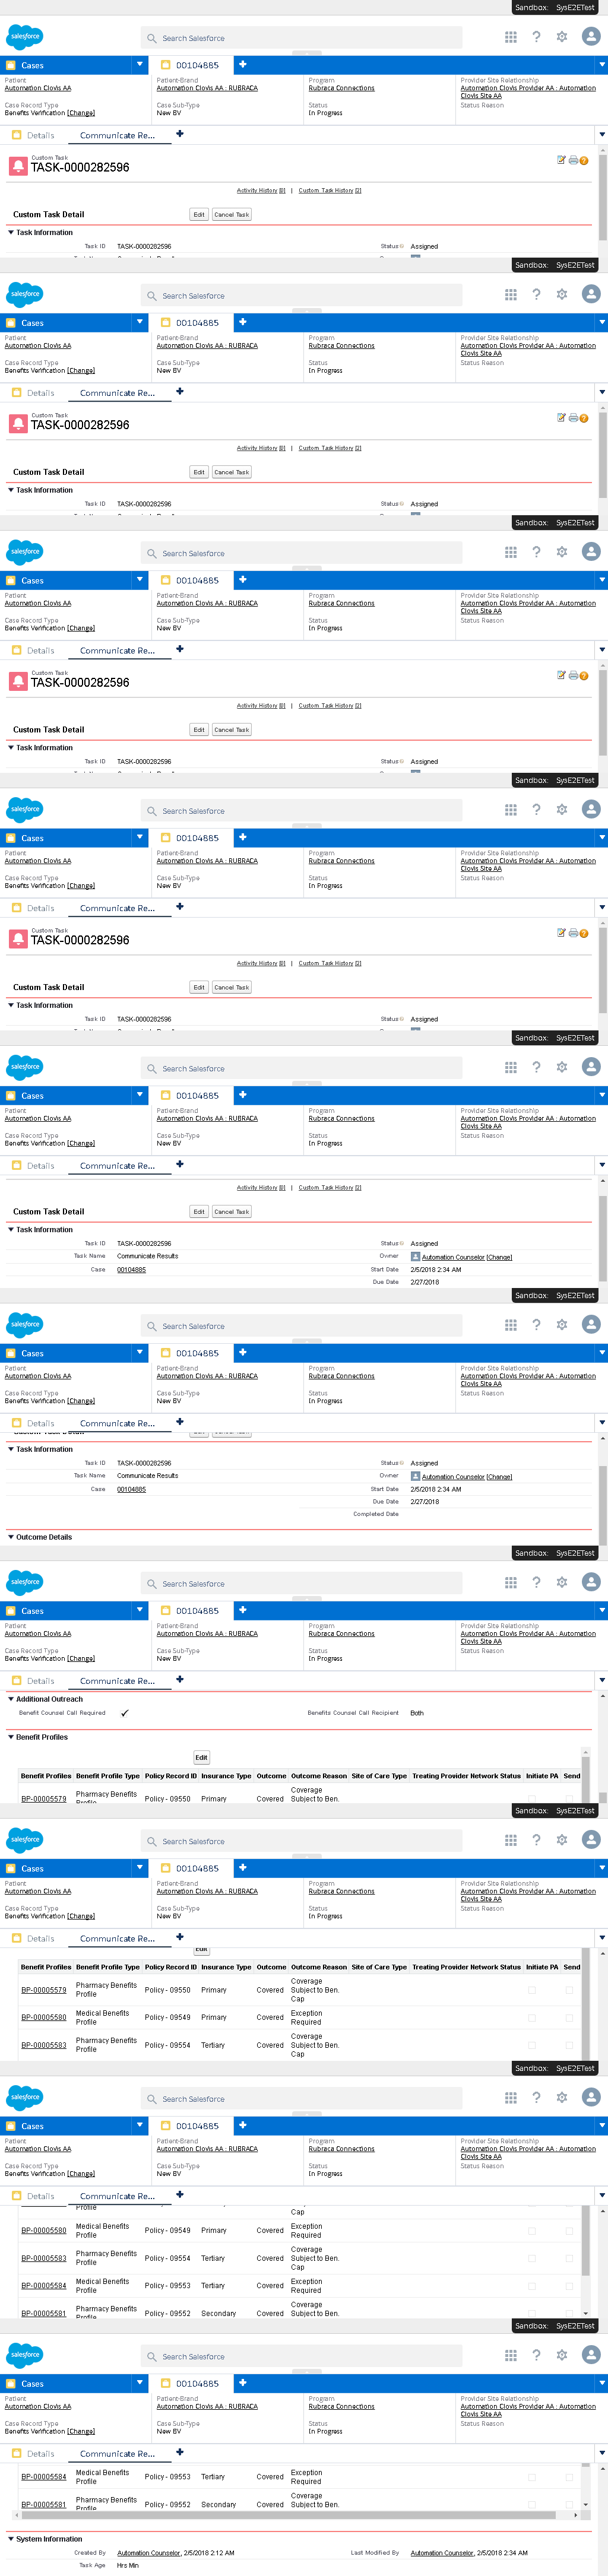 Sandbox: SysE2ETest
salesforce
Search Salesforce
Cases
00104885
Patient
Automation Clovis AA
Patient-Brand
Automation Clovis AA : RUBRACA
Program
Rubraca Connections
Provider Site Relationship
Automation Clovis AA : Automation Clovis Site AA
Case Record Type
Benefits Verification [Change]
Case Sub-Type
New BV
Status
In Progress
Status Reason
Details
Communicate Re...
Custom Task
TASK-0000282596
Activity History [0] | Custom Task History [2]
Custom Task Detail
Edit
Cancel Task
Task Information
Task ID TASK-0000282596
Status Assigned
Sandbox: SysE2ETest
salesforce
Search Salesforce
Cases
00104885
Patient
Automation Clovis AA
Patient-Brand
Automation Clovis AA : RUBRACA
Program
Rubraca Connections
Provider Site Relationship
Automation Clovis Provider AA : Automation
Clovis Site AA
Case Record Type
Benefits Verification [Change]
Case Sub-Type
New BV
Status
In Progress
Status Reason
Details
Communicate Re...
Custom Task
TASK-0000282596
Activity History [0] | Custom Task History [2]
Custom Task Detail
Edit
Cancel Task
Task Information
Task ID TASK-0000282596
Status Assigned
Sandbox: SysE2ETest
salesforce
Search Salesforce
Cases
00104885
Patient
Automation Clovis AA
Patient-Brand
Automation Clovis AA : RUBRACA
Program
Rubraca Connections
Provider Site Relationship
Automation Clovis Provider AA : Automation
Clovis Site AA
Case Record Type
Benefits Verification [Change]
Case Sub-Type
New BV
Status
In Progress
Status Reason
Details
Communicate Re...
Custom Task
TASK-0000282596
Activity History [0] | Custom Task History [2]
Custom Task Detail
Edit
Cancel Task
Task Information
Task ID TASK-0000282596
Status Assigned
Sandbox: SysE2ETest
salesforce
Search Salesforce
Cases
00104885
Patient
Automation Clovis AA
Patient-Brand
Automation Clovis AA : RUBRACA
Program
Rubraca Connections
Provider Site Relationship
Automation Clovis Provider AA : Automation
Clovis Site AA
Case Record Type
Benefits Verification [Change]
Case Sub-Type
New BV
Status
In Progress
Status Reason
Details
Communicate Re...
Custom Task
TASK-0000282596
Activity History [0] | Custom Task History [2]
Custom Task Detail
Edit
Cancel Task
Task Information
Task ID TASK-0000282596
Status Assigned
Sandbox: SysE2ETest
salesforce
Search Salesforce
Cases
00104885
Patient
Automation Clovis AA
Patient-Brand
Automation Clovis AA : RUBRACA
Program
Rubraca Connections
Provider Site Relationship
Automation Clovis Provider AA : Automation
Clovis Site AA
Case Record Type
Benefits Verification [Change]
Case Sub-Type
New BV
Status
In Progress
Status Reason
Details
Communicate Re...
Activity History [0] | Custom Task History [2]
Custom Task Detail
Edit
Cancel Task
Task Information
Task ID TASK-0000282596
Status Assigned
Task Name Communicate Results
Owner Automation Counselor [Change]
Case 00104885
Start Date 2/5/2018 2:34 AM
Due Date 2/27/2018
Sandbox: SysE2ETest
salesforce
Search Salesforce
Cases
00104885
Patient
Automation Clovis AA
Patient-Brand
Automation Clovis AA : RUBRACA
Program
Rubraca Connections
Provider Site Relationship
Automation Clovis Provider AA : Automation
Clovis Site AA
Case Record Type
Benefits Verification [Change]
Case Sub-Type
New BV
Status
In Progress
Status Reason
Details
Communicate Re...
Task Information
Task ID TASK-0000282596
Status Assigned
Task Name Communicate Results
Owner Automation Counselor [Change]
Case 00104885
Start Date 2/5/2018 2:34 AM
Due Date 2/27/2018
Completed Date
Outcome Details
Sandbox: SysE2ETest
salesforce
Search Salesforce
Cases
00104885
Patient
Automation Clovis AA
Patient-Brand
Automation Clovis AA : RUBRACA
Program
Rubraca Connections
Provider Site Relationship
Automation Clovis Provider AA : Automation
Clovis Site AA
Case Record Type
Benefits Verification [Change]
Case Sub-Type
New BV
Status
In Progress
Status Reason
Details
Communicate Re...
Additional Outreach
Benefit Counsel Call Required
Benefits Counsel Call Recipient Both
Benefit Profiles
Edit
Benefit Profiles Benefit Profile Type Policy Record ID Insurance Type Outcome Outcome Reason Site of Care Type Treating Provider Network Status Initiate PA Send
BP-00005579 Pharmacy Benefits Profile Policy - 09550 Primary Covered Coverage Subject to Ben.
Sandbox: SysE2ETest
salesforce
Search Salesforce
Cases
00104885
Patient
Automation Clovis AA
Patient-Brand
Automation Clovis AA : RUBRACA
Program
Rubraca Connections
Provider Site Relationship
Automation Clovis Provider AA : Automation
Clovis Site AA
Case Record Type
Benefits Verification [Change]
Case Sub-Type
New BV
Status
In Progress
Status Reason
Details
Communicate Re...
Edit
Benefit Profiles Benefit Profile Type Policy Record ID Insurance Type Outcome Outcome Reason Site of Care Type Treating Provider Network Status Initiate PA Send
BP-00005579 Pharmacy Benefits Profile Policy - 09550 Primary Covered Coverage Subject to Ben. Cap
BP-00005580 Medical Benefits Profile Policy - 09549 Primary Covered Exception Required
BP-00005583 Pharmacy Benefits Profile Policy - 09554 Tertiary Covered Coverage Subject to Ben. Cap
Sandbox: SysE2ETest
salesforce
Search Salesforce
Cases
00104885
Patient
Automation Clovis AA
Patient-Brand
Automation Clovis AA : RUBRACA
Program
Rubraca Connections
Provider Site Relationship
Automation Clovis Provider AA : Automation
Clovis Site AA
Case Record Type
Benefits Verification [Change]
Case Sub-Type
New BV
Status
In Progress
Status Reason
Details
Communicate Re...
Profile Cap
BP-00005580 Medical Benefits Profile Policy - 09549 Primary Covered Exception Required
BP-00005583 Pharmacy Benefits Profile Policy - 09554 Tertiary Covered Coverage Subject to Ben. Cap
BP-00005584 Medical Benefits Profile Policy - 09553 Tertiary Covered Exception Required
BP-00005581 Pharmacy Benefits Profile Policy - 09552 Secondary Covered Coverage Subject to Ben.
Sandbox: SysE2ETest
salesforce
Search Salesforce
Cases
00104885
Patient
Automation Clovis AA
Patient-Brand
Automation Clovis AA : RUBRACA
Program
Rubraca Connections
Provider Site Relationship
Automation Clovis Provider AA : Automation
Clovis Site AA
Case Record Type
Benefits Verification [Change]
Case Sub-Type
New BV
Status
In Progress
Status Reason
Details
Communicate Re...
BP-00005584 Medical Benefits Profile Policy - 09553 Tertiary Covered Exception Required
BP-00005581 Pharmacy Benefits Profile Policy - 09552 Secondary Covered Coverage Subject to Ben.
System Information
Created By Automation Counselor, 2/5/2018 2:12 AM
Last Modified By Automation Counselor, 2/5/2018 2:34 AM
Task Age Hrs Min